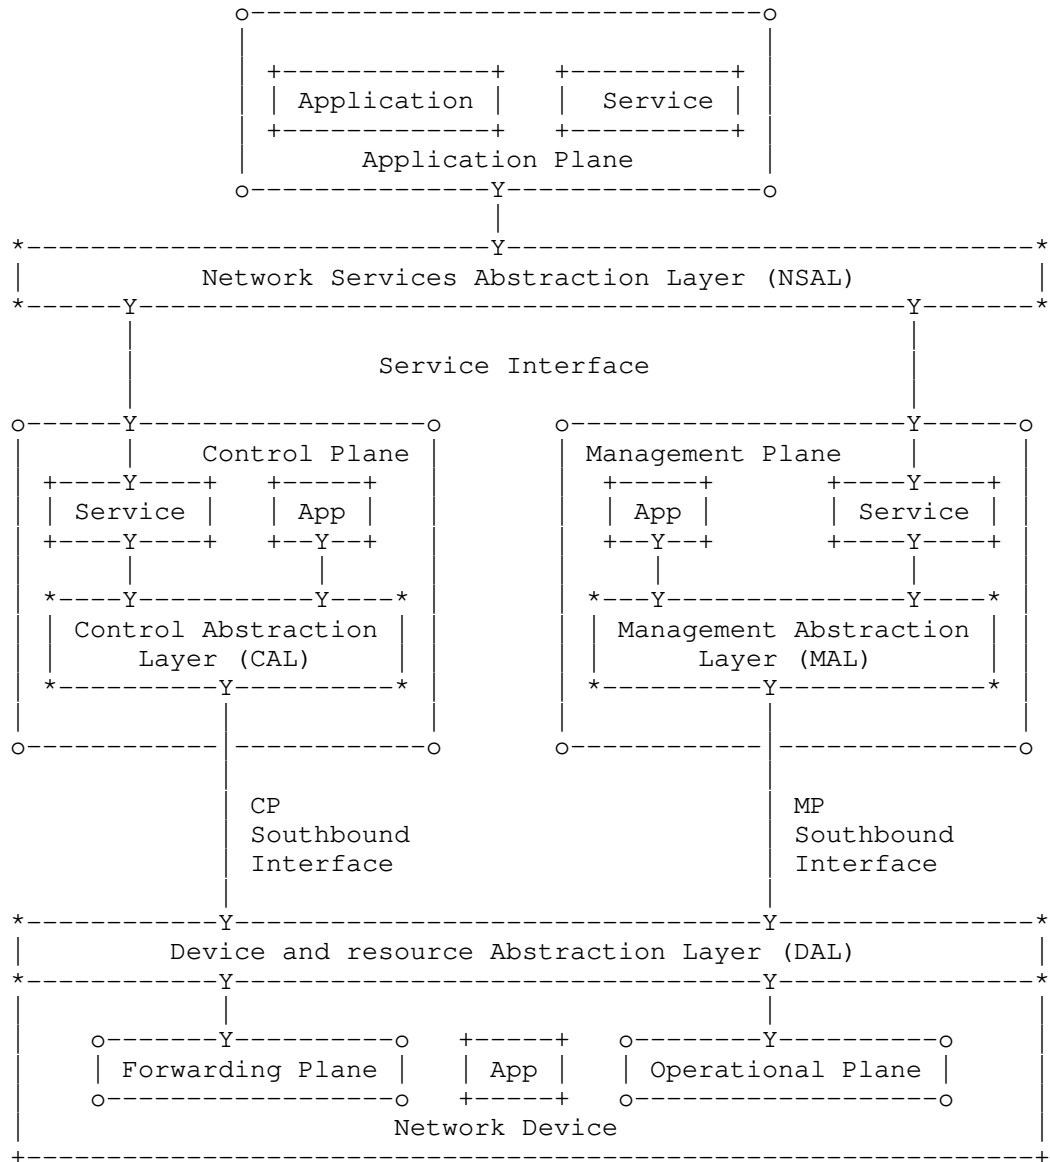 Application Service
Application Plane
Network Services Abstraction Layer (NSAL)
Service Interface
Control Plane Management Plane
Service App App Service
Control Abstraction Management Abstraction
Layer (CAL) Layer (MAL)
CP MP
Southbound Southbound
Interface Interface
Device and resource Abstraction Layer (DAL)
Forwarding Plane App Operational Plane
Network Device